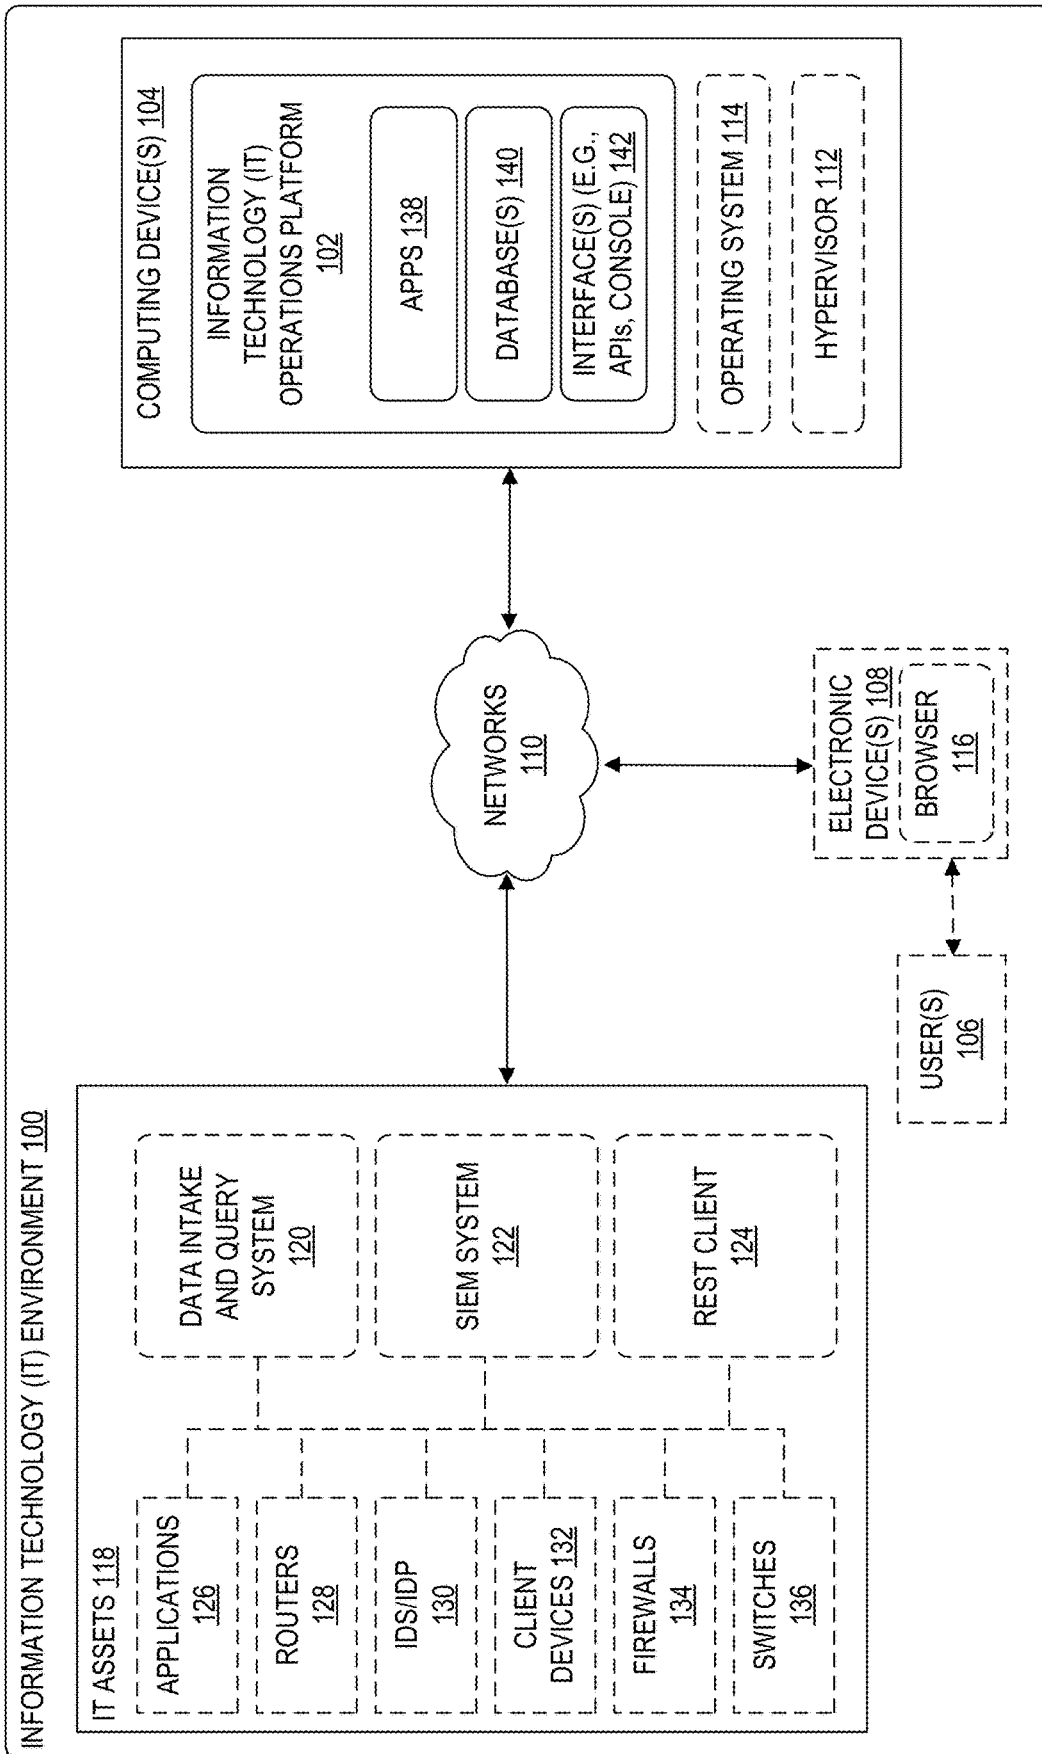 INFORMATION TECHNOLOGY (IT) ENVIRONMENT 100
IT ASSETS 118
APPLICATIONS
126
ROUTERS
128
IDS/IDP
130
CLIENT
DEVICES 132
FIREWALLS
134
SWITCHES
136
DATA INTAKE
AND QUERY
SYSTEM
120
SIEM SYSTEM
122
REST CLIENT
124
NETWORKS
110
USER(S)
106
ELECTRONIC
DEVICE(S) 108
BROWSER
116
COMPUTING DEVICE(S) 104
INFORMATION
TECHNOLOGY (IT)
OPERATIONS PLATFORM
102
APPS 138
DATABASE(S) 140
INTERFACE(S) (E.G.,
APIs, CONSOLE) 142
OPERATING SYSTEM 114
HYPERVISOR 112